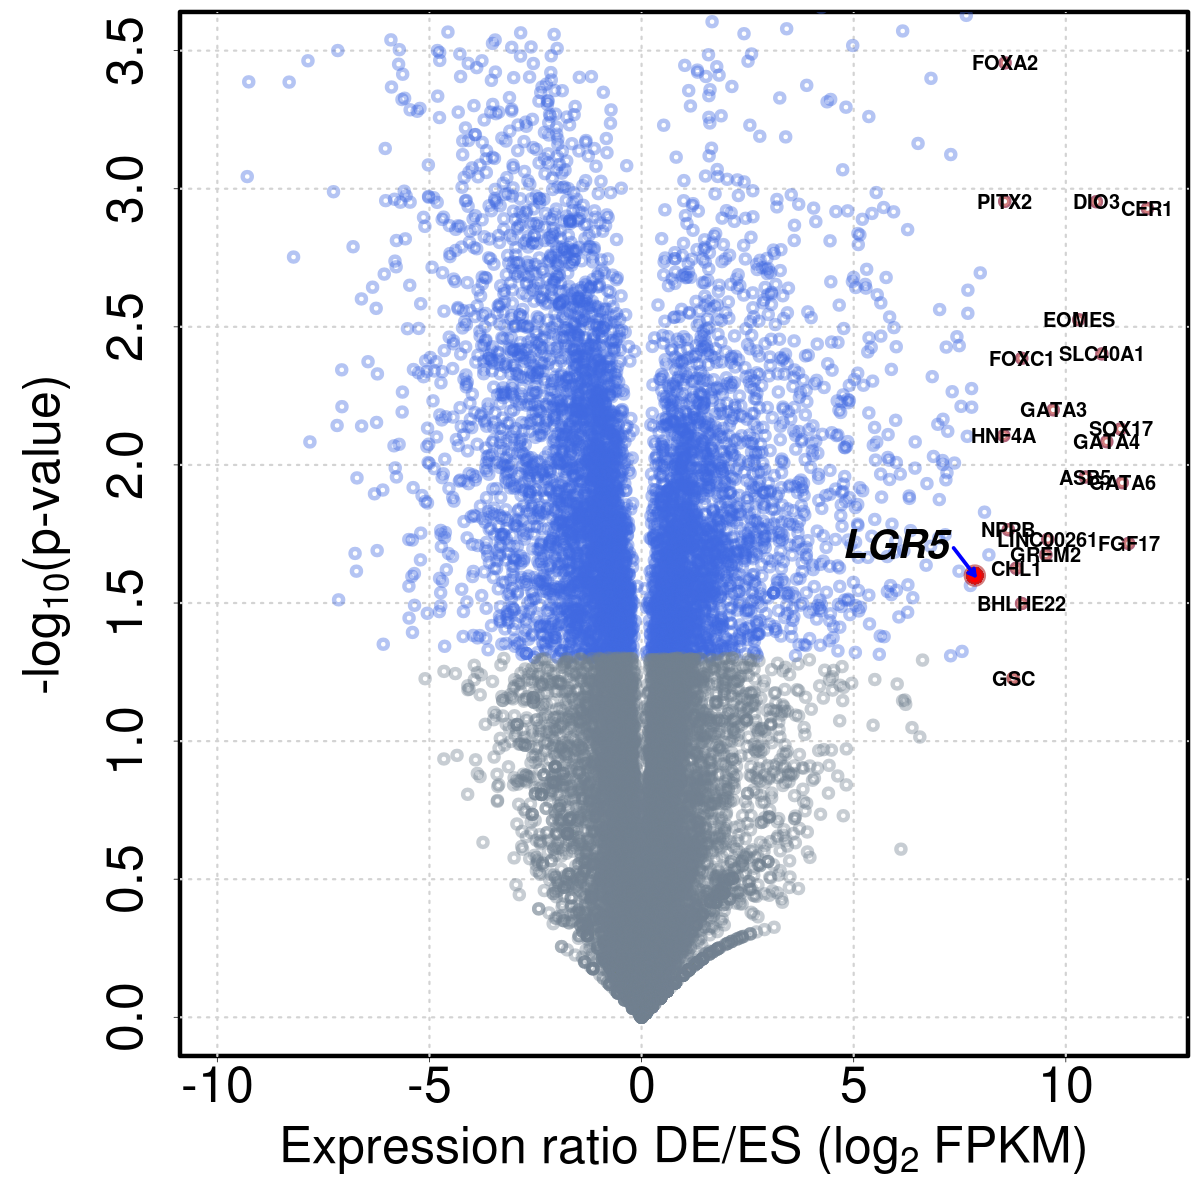 3.5
3.0
2.5
2.0
1.5
1.0
0.5
0.0
-log10(p-value)
FOXA2
PITX2
DIO3
CER1
EOMES
SLC40A1
FOXC1
GATA3
SOX17
HNF4A
GATA4
ASB5
GATA6
NPPB
LINC00261
FGF17
LGR5
GREM2
CHL1
BHLHE22
GSC
-10 -5 0 5 10
Expression ratio DE/ES (log2 FPKM)